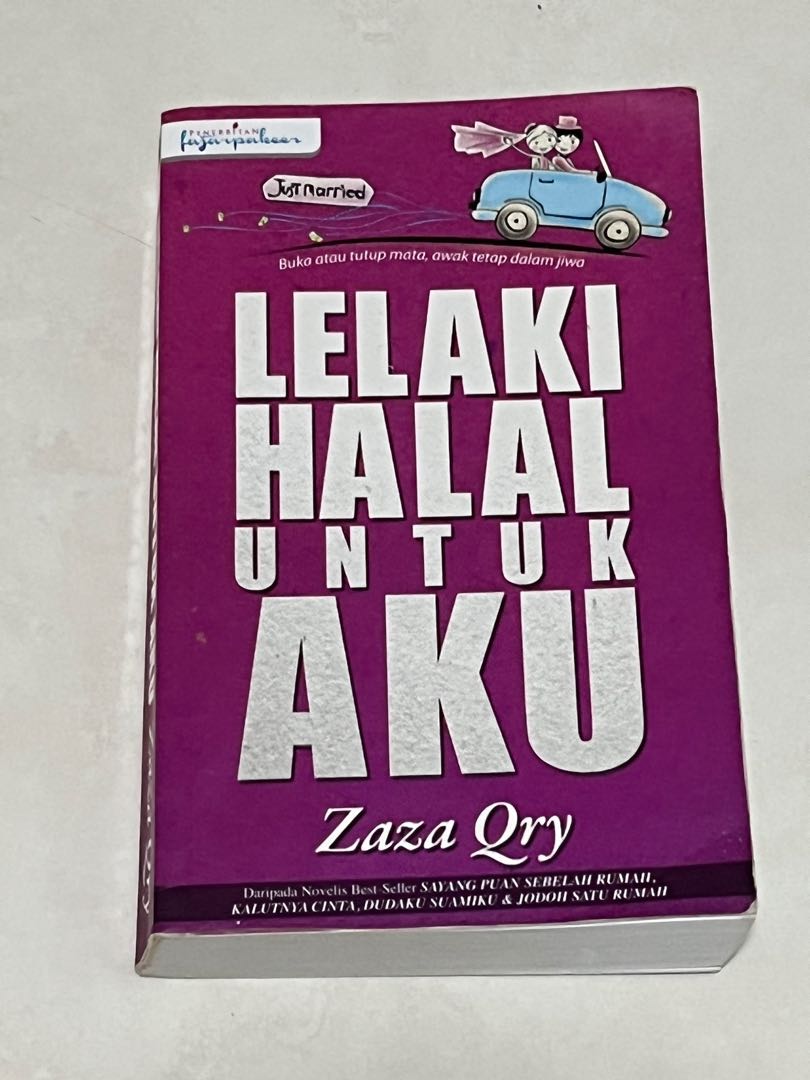 PENERBITAN
fajarpakeer
Just Married
Buka atau tutup mata, awak tetap dalam jiwa
LELAKI
HALAL
UNTUK
AKU
Zaza Qry
Daripada Novelis Best-Seller SAYANG PUAN SEBELAH RUMAH,
KALUTNYA CINTA, DUDAKU SUAMIKU & JODOH SATU RUMAH